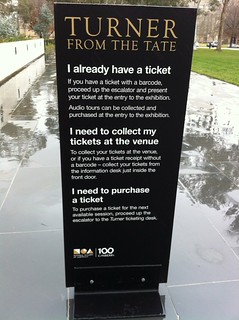 TURNER
FROM THE TATE
I already have a ticket
If you have a ticket with a barcode,
proceed up the escalator and present
your ticket at the entry to the exhibition.
Audio tours can be collected and
purchased at the entry to the exhibition.
I need to collect my
tickets at the venue
To collect your tickets at the venue,
or if you have a ticket receipt without
a barcode – collect your tickets from
the information desk just inside the
front door.
I need to purchase
a ticket
To purchase a ticket for the next
available session, proceed up the
escalator to the Turner ticketing desk.
100